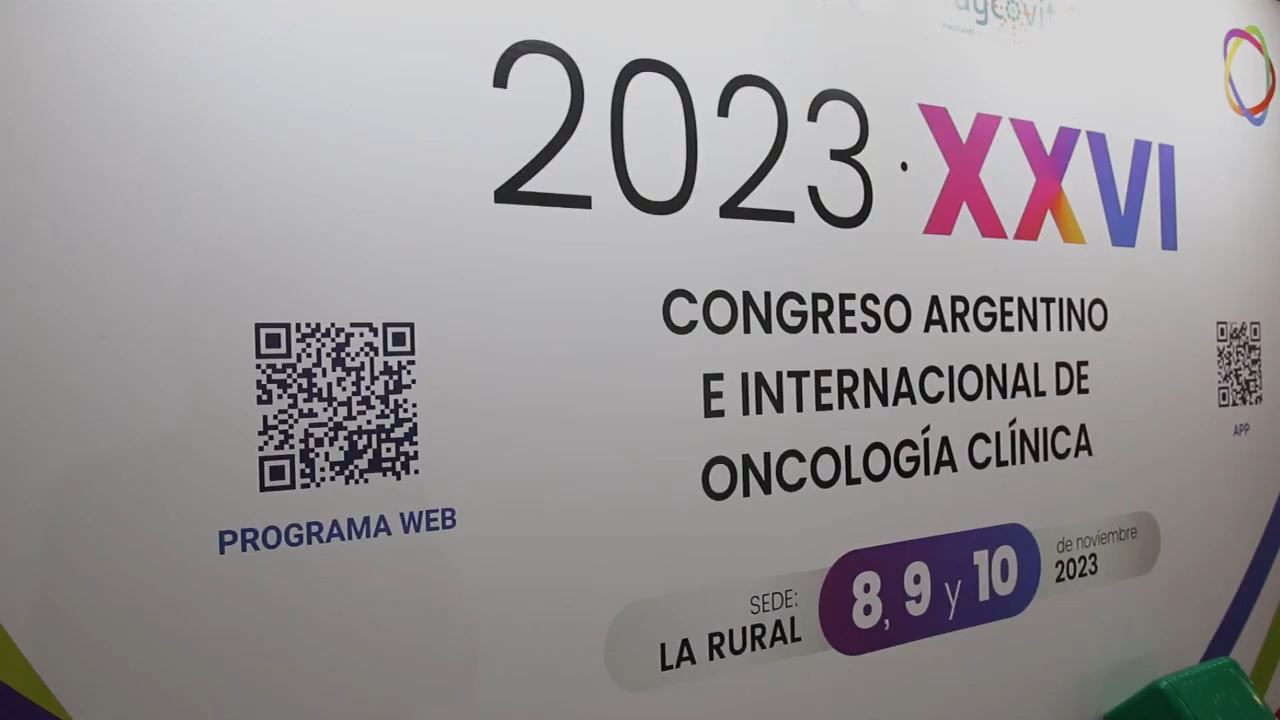 2023 · XXVI
CONGRESO ARGENTINO
E INTERNACIONAL DE
ONCOLOGÍA CLÍNICA
PROGRAMA WEB
APP
SEDE:
LA RURAL
8, 9 y 10
de noviembre
2023